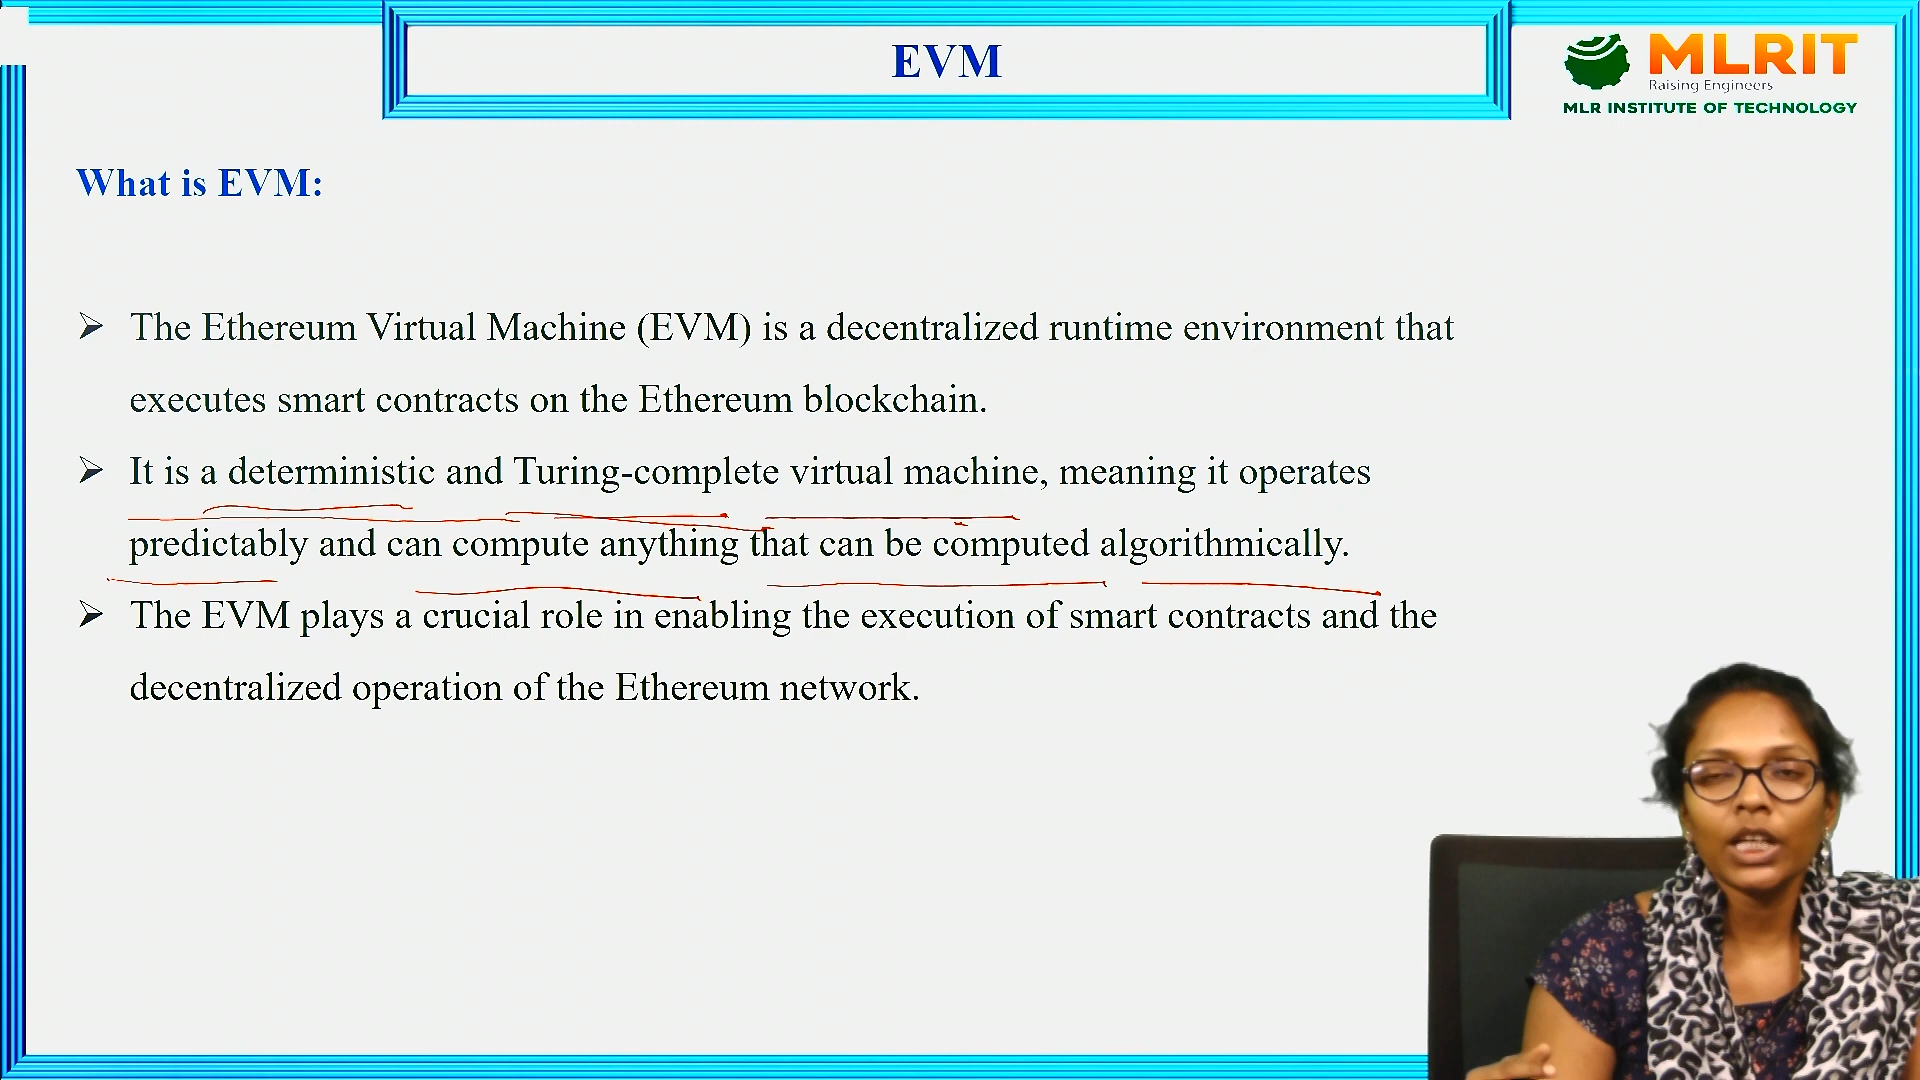 EVM
MLRIT
Raising Engineers
MLR INSTITUTE OF TECHNOLOGY
What is EVM:
The Ethereum Virtual Machine (EVM) is a decentralized runtime environment that
executes smart contracts on the Ethereum blockchain.
It is a deterministic and Turing-complete virtual machine, meaning it operates
predictably and can compute anything that can be computed algorithmically.
The EVM plays a crucial role in enabling the execution of smart contracts and the
decentralized operation of the Ethereum network.